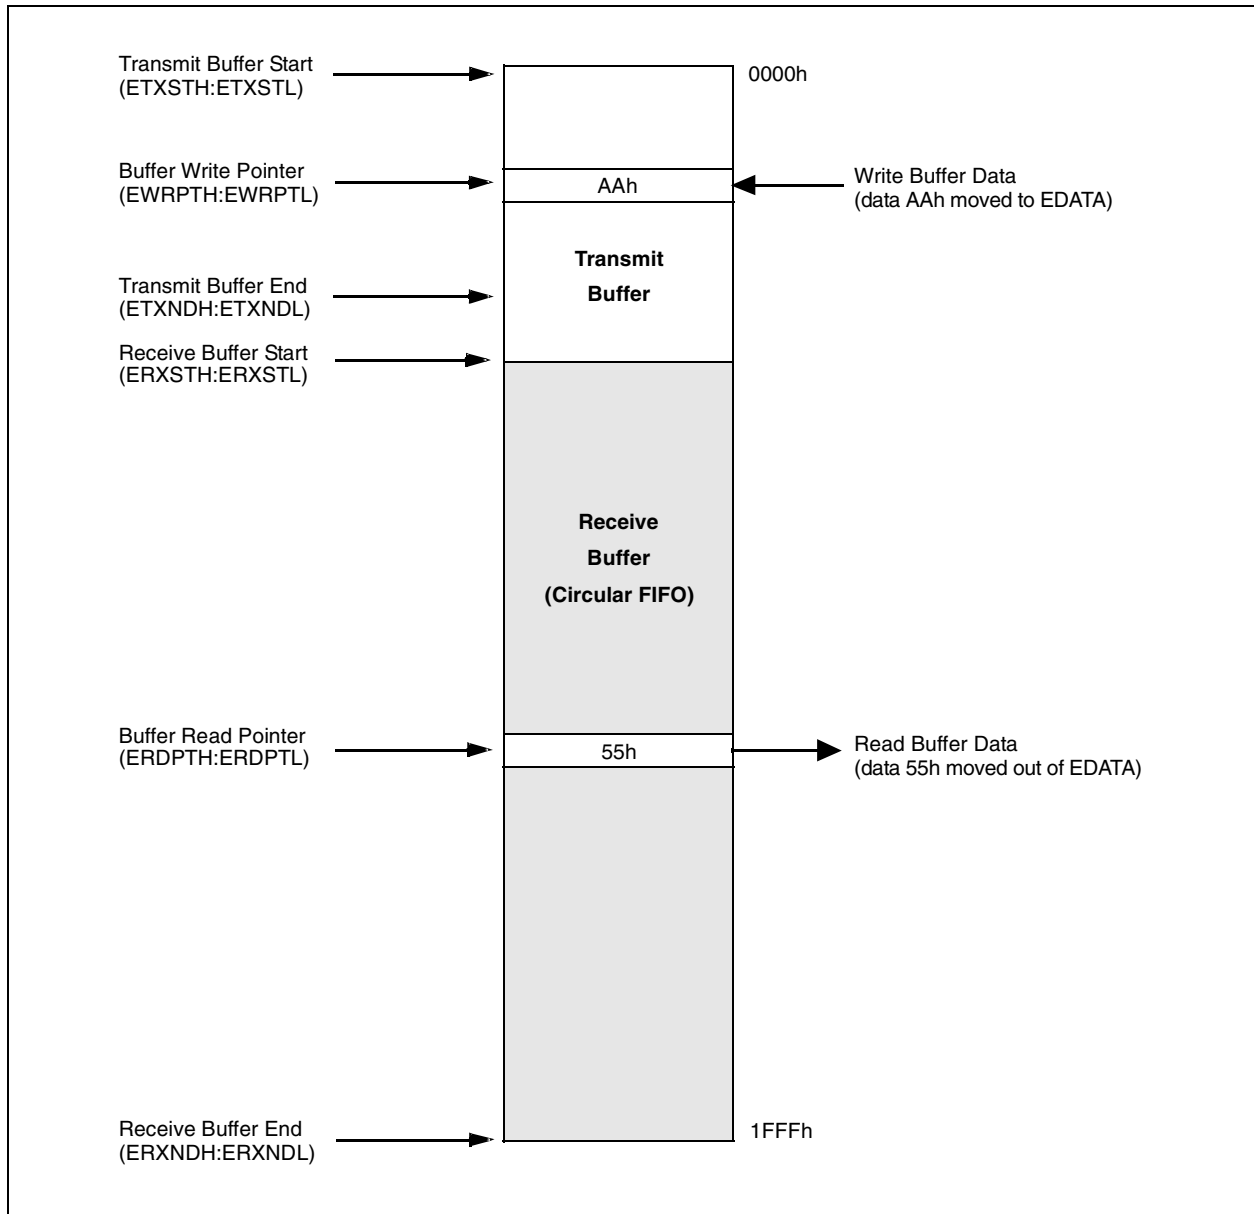 Transmit Buffer Start
(ETXSTH:ETXSTL)
0000h
Buffer Write Pointer
(EWRPTH:EWRPTL)
AAh
Write Buffer Data
(data AAh moved to EDATA)
Transmit
Buffer
Transmit Buffer End
(ETXNDH:ETXNDL)
Receive Buffer Start
(ERXSTH:ERXSTL)
Receive
Buffer
(Circular FIFO)
Buffer Read Pointer
(ERDPTH:ERDPTL)
55h
Read Buffer Data
(data 55h moved out of EDATA)
Receive Buffer End
(ERXNDH:ERXNDL)
1FFFh